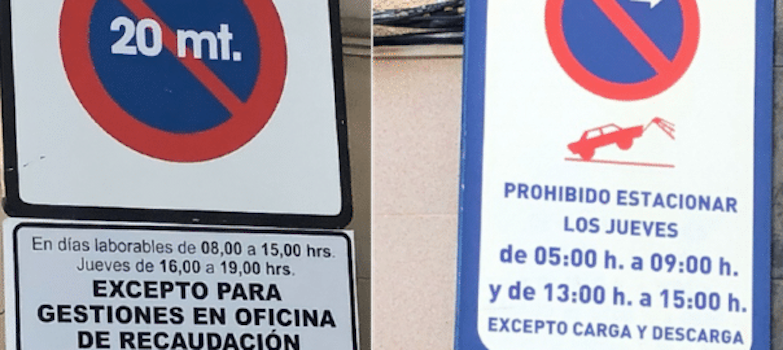 20 mt.
En días laborables de 08,00 a 15,00 hrs.
Jueves de 16,00 a 19,00 hrs.
EXCEPTO PARA
GESTIONES EN OFICINA
DE RECAUDACIÓN
PROHIBIDO ESTACIONAR
LOS JUEVES
de 05:00 h. a 09:00 h.
y de 13:00 h. a 15:00 h.
EXCEPTO CARGA Y DESCARGA